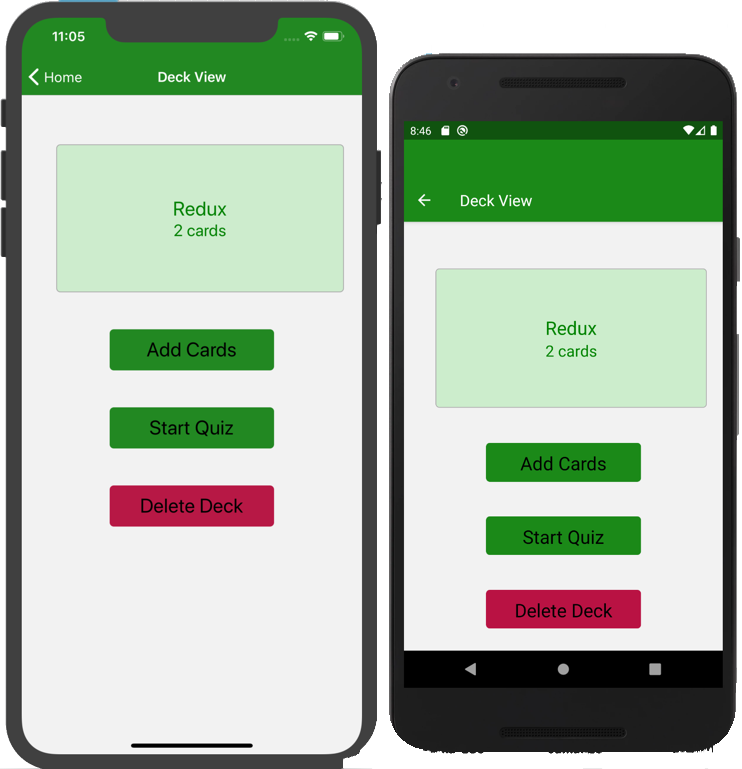 11:05
Home
Deck View
Redux
2 cards
Add Cards
Start Quiz
Delete Deck
8:46
Deck View
Redux
2 cards
Add Cards
Start Quiz
Delete Deck